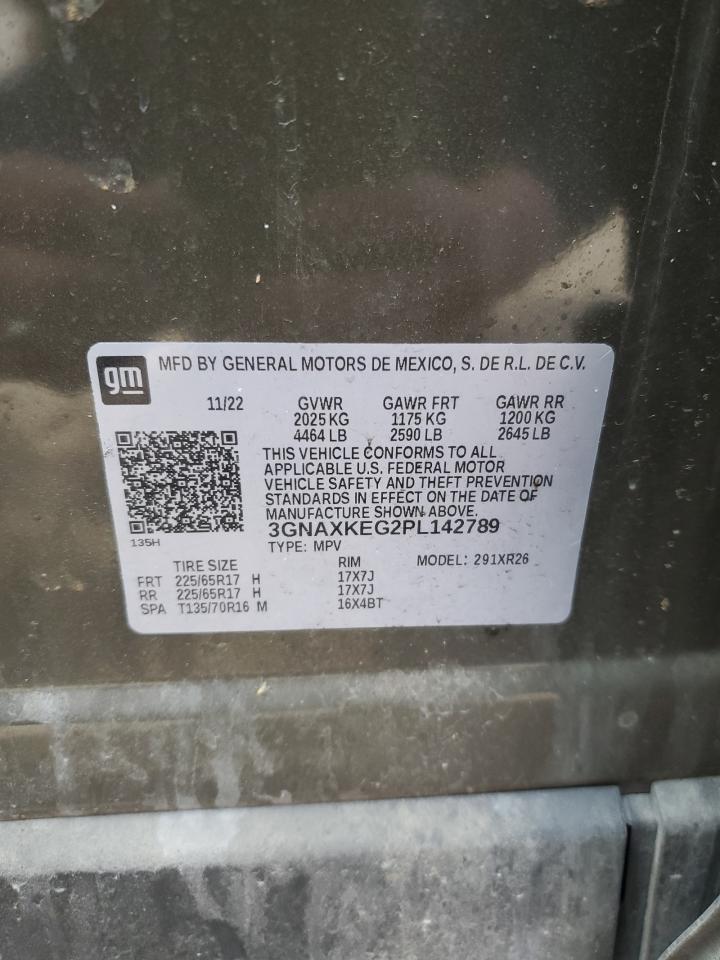 gm MFD BY GENERAL MOTORS DE MEXICO, S. DE R.L. DE C.V.
11/22 GVWR GAWR FRT GAWR RR
2025 KG 1175 KG 1200 KG
4464 LB 2590 LB 2645 LB
THIS VEHICLE CONFORMS TO ALL
APPLICABLE U.S. FEDERAL MOTOR
VEHICLE SAFETY AND THEFT PREVENTION
STANDARDS IN EFFECT ON THE DATE OF
MANUFACTURE SHOWN ABOVE.
3GNAXKEG2PL142789
135H
TYPE: MPV
TIRE SIZE RIM MODEL: 291XR26
FRT 225/65R17 H 17X7J
RR 225/65R17 H 17X7J
SPA T135/70R16 M 16X4BT